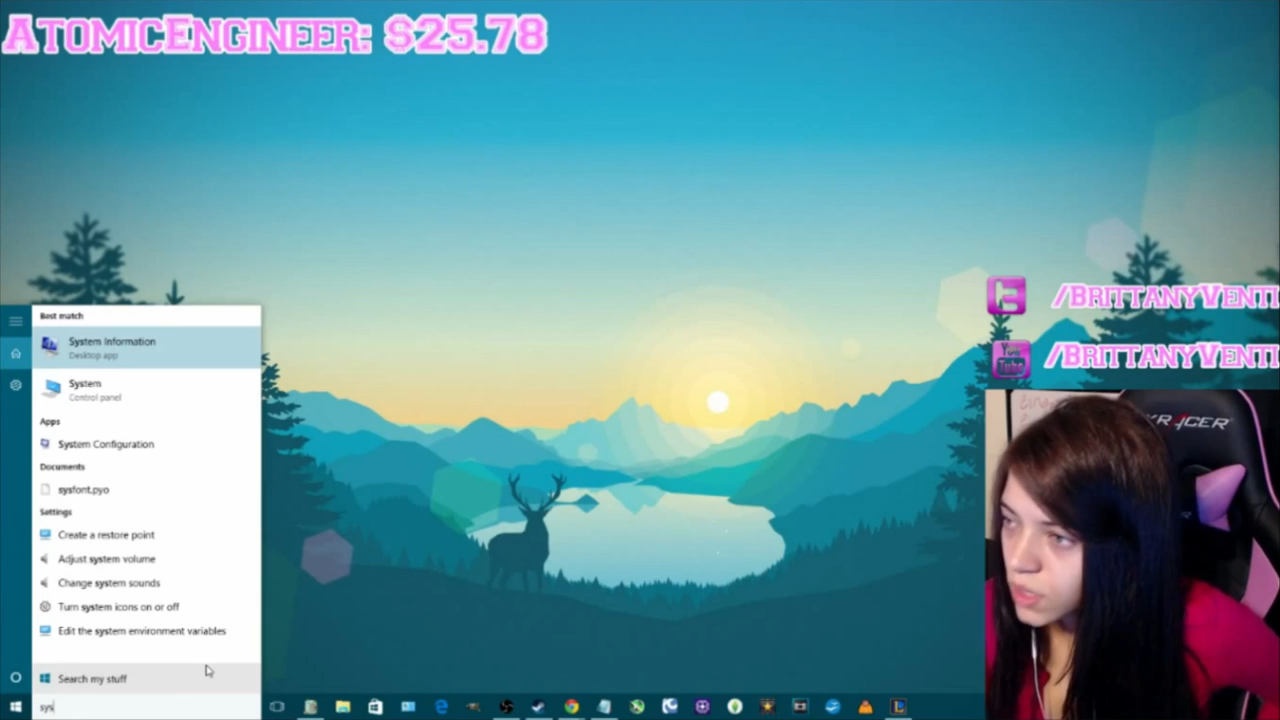 AtomicEngineer: $25.78
/BrittanyVenti
You Tube /BrittanyVenti
Best match
System Information
Desktop app
System
Control panel
Apps
System Configuration
Documents
sysfont.pyo
Settings
Create a restore point
Adjust system volume
Change system sounds
Turn system icons on or off
Edit the system environment variables
Search my stuff
sys